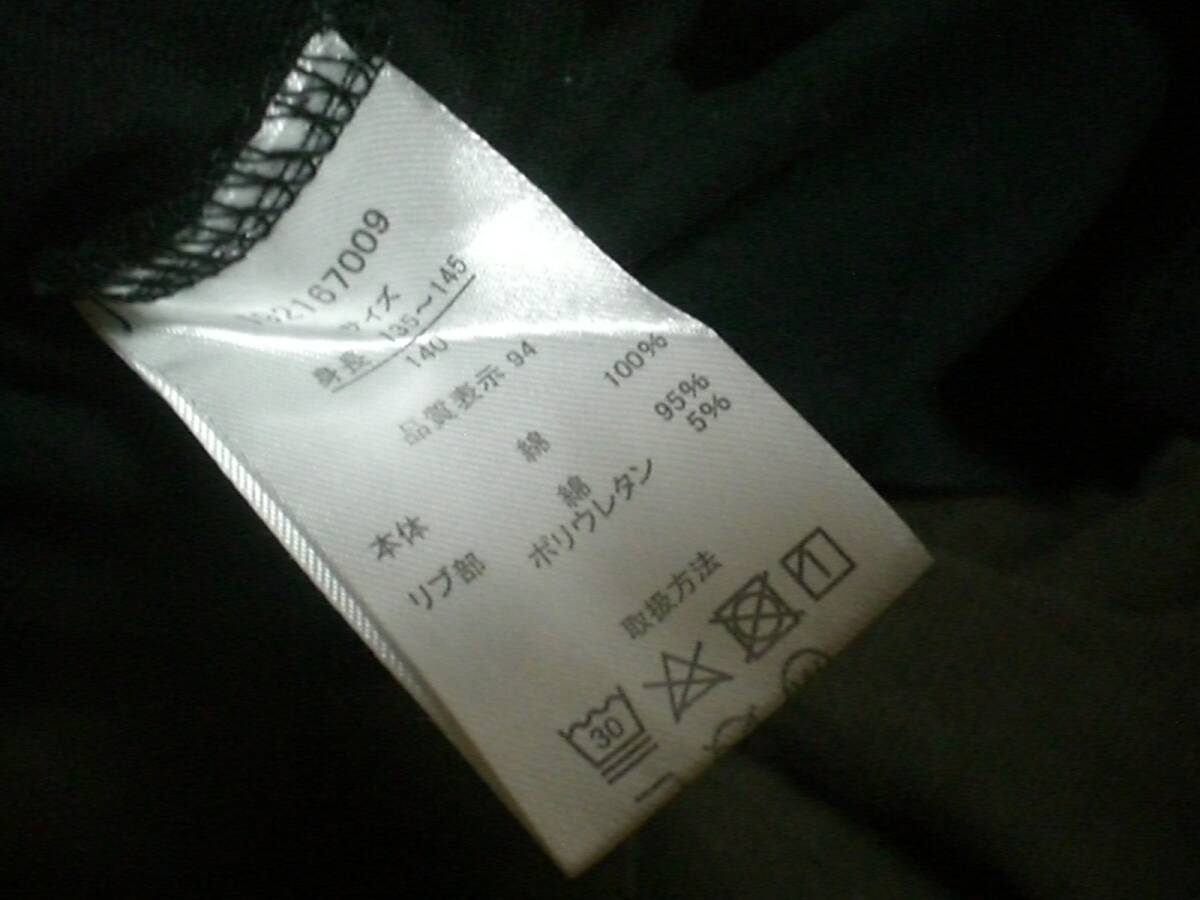 2167009
サイズ
身長 135～145
140
品質表示 94
本体 綿 100%
リブ部 綿 95%
ポリウレタン 5%
取扱方法
30